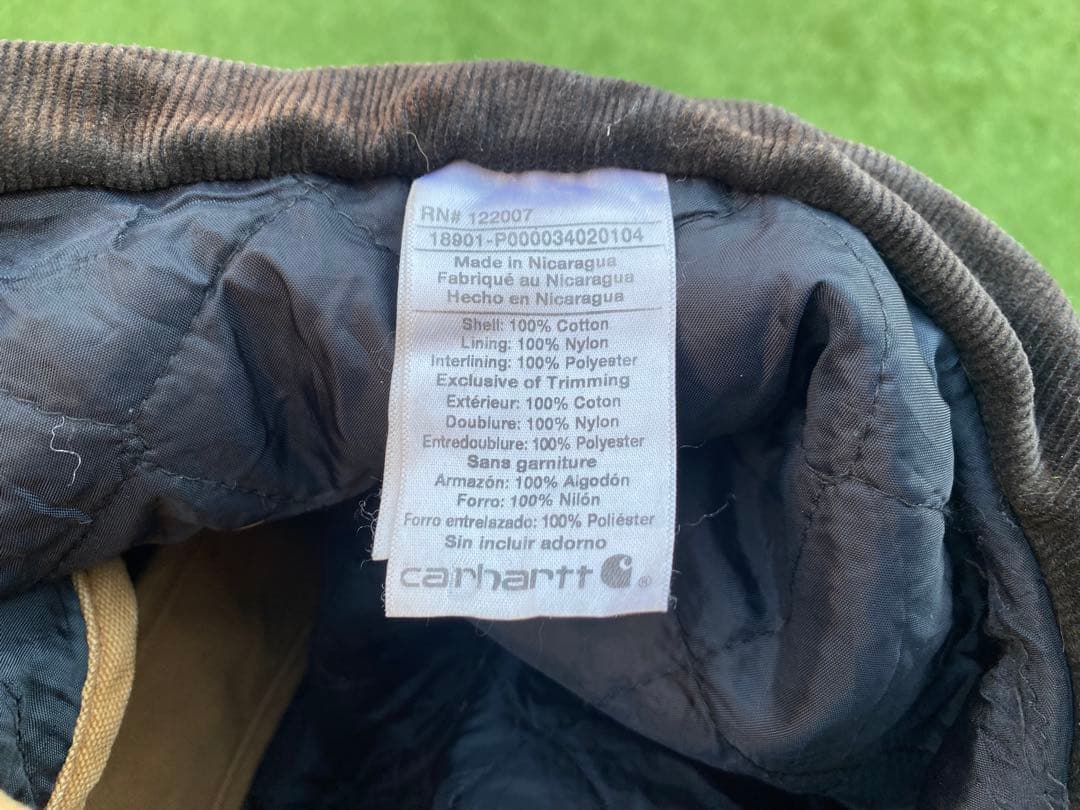 RN# 122007
18901-P000034020104
Made in Nicaragua
Fabriqué au Nicaragua
Hecho en Nicaragua
Shell: 100% Cotton
Lining: 100% Nylon
Interlining: 100% Polyester
Exclusive of Trimming
Extérieur: 100% Coton
Doublure: 100% Nylon
Entredoublure: 100% Polyester
Sans garniture
Armazón: 100% Algodón
Forro: 100% Nilón
Forro entrelazado: 100% Poliéster
Sin incluir adorno
carhartt ®